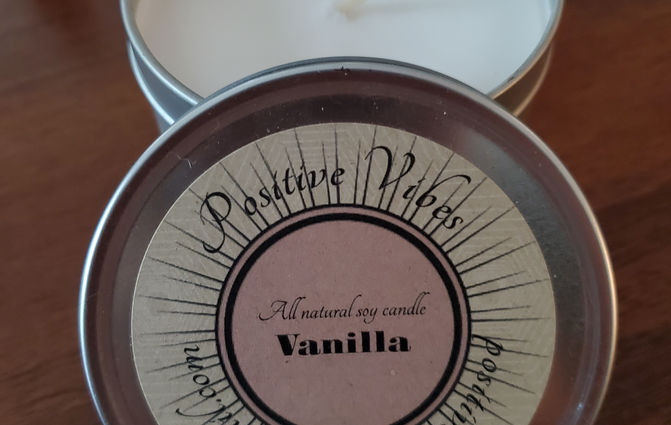 Positive Vibes
All natural soy candle
Vanilla